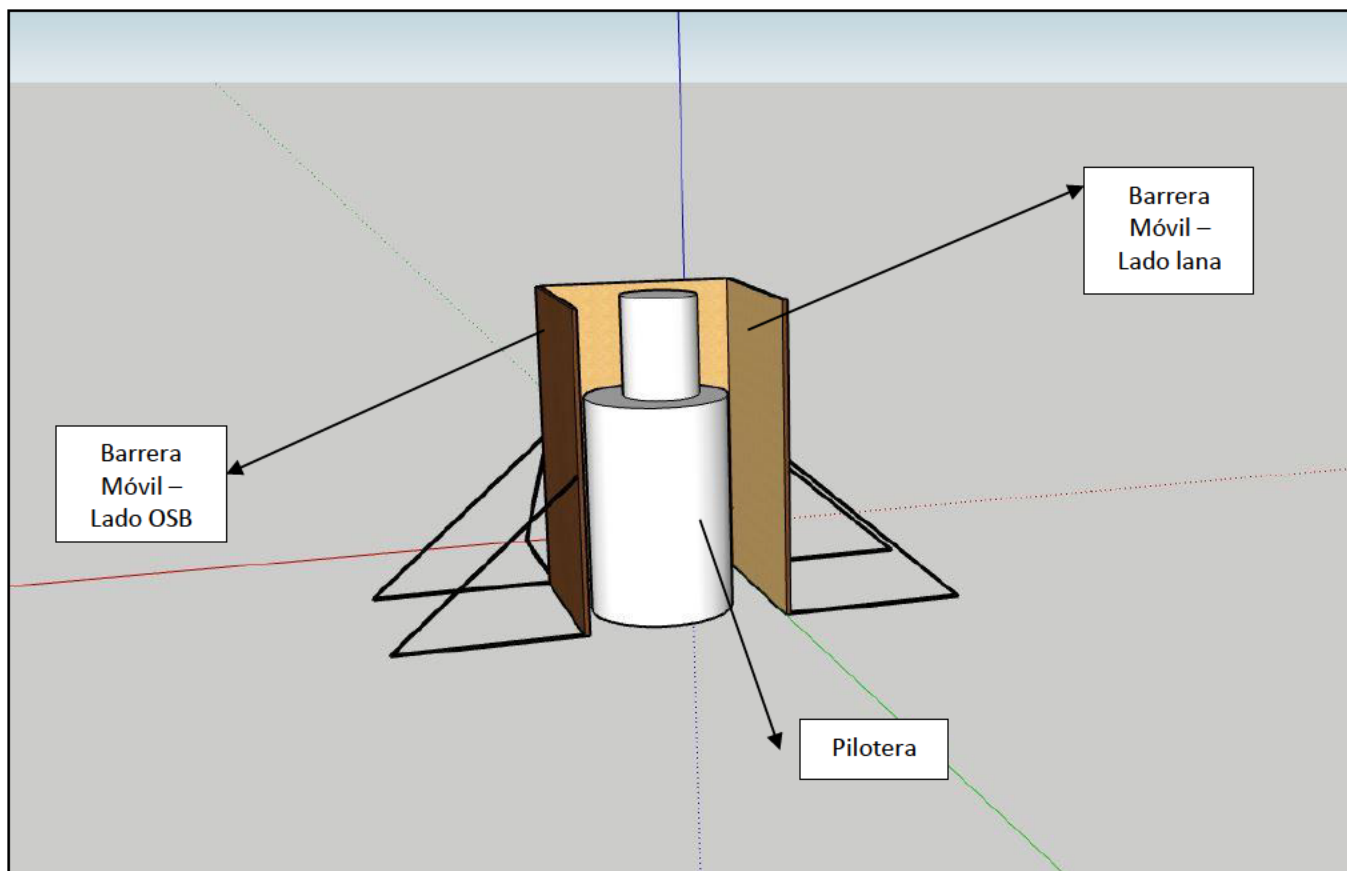 Barrera
Móvil –
Lado lana
Barrera
Móvil –
Lado OSB
Pilotera